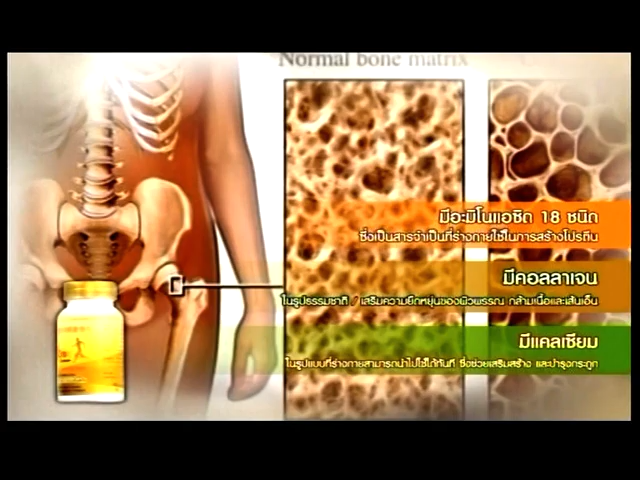 Normal bone matrix
มีอะมิโนแอซิด 18 ชนิด
ซึ่งเป็นสารจำเป็นที่ร่างกายใช้ในการสร้างโปรตีน
มีคอลลาเจน
ในรูปธรรมชาติ / เสริมความยืดหยุ่นของผิวพรรณ กล้ามเนื้อและเส้นเอ็น
มีแคลเซียม
ในรูปแบบที่ร่างกายสามารถนำไปใช้ได้ทันที ซึ่งช่วยเสริมสร้าง และบำรุงกระดูก